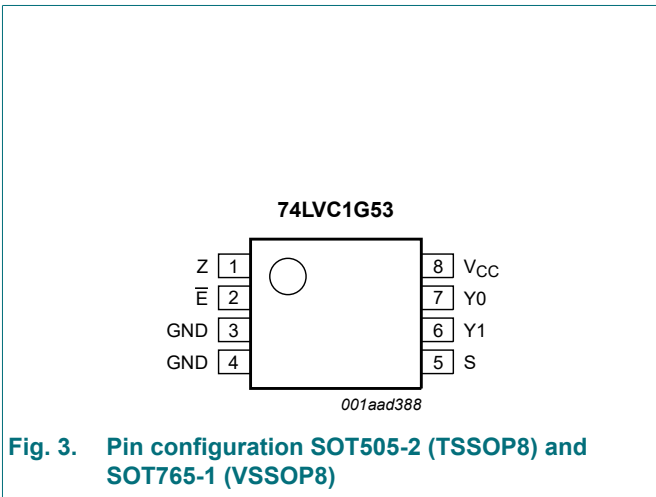 74LVC1G53
Z 1 8 VCC
E̅ 2 7 Y0
GND 3 6 Y1
GND 4 5 S
001aad388
Fig. 3. Pin configuration SOT505-2 (TSSOP8) and
SOT765-1 (VSSOP8)